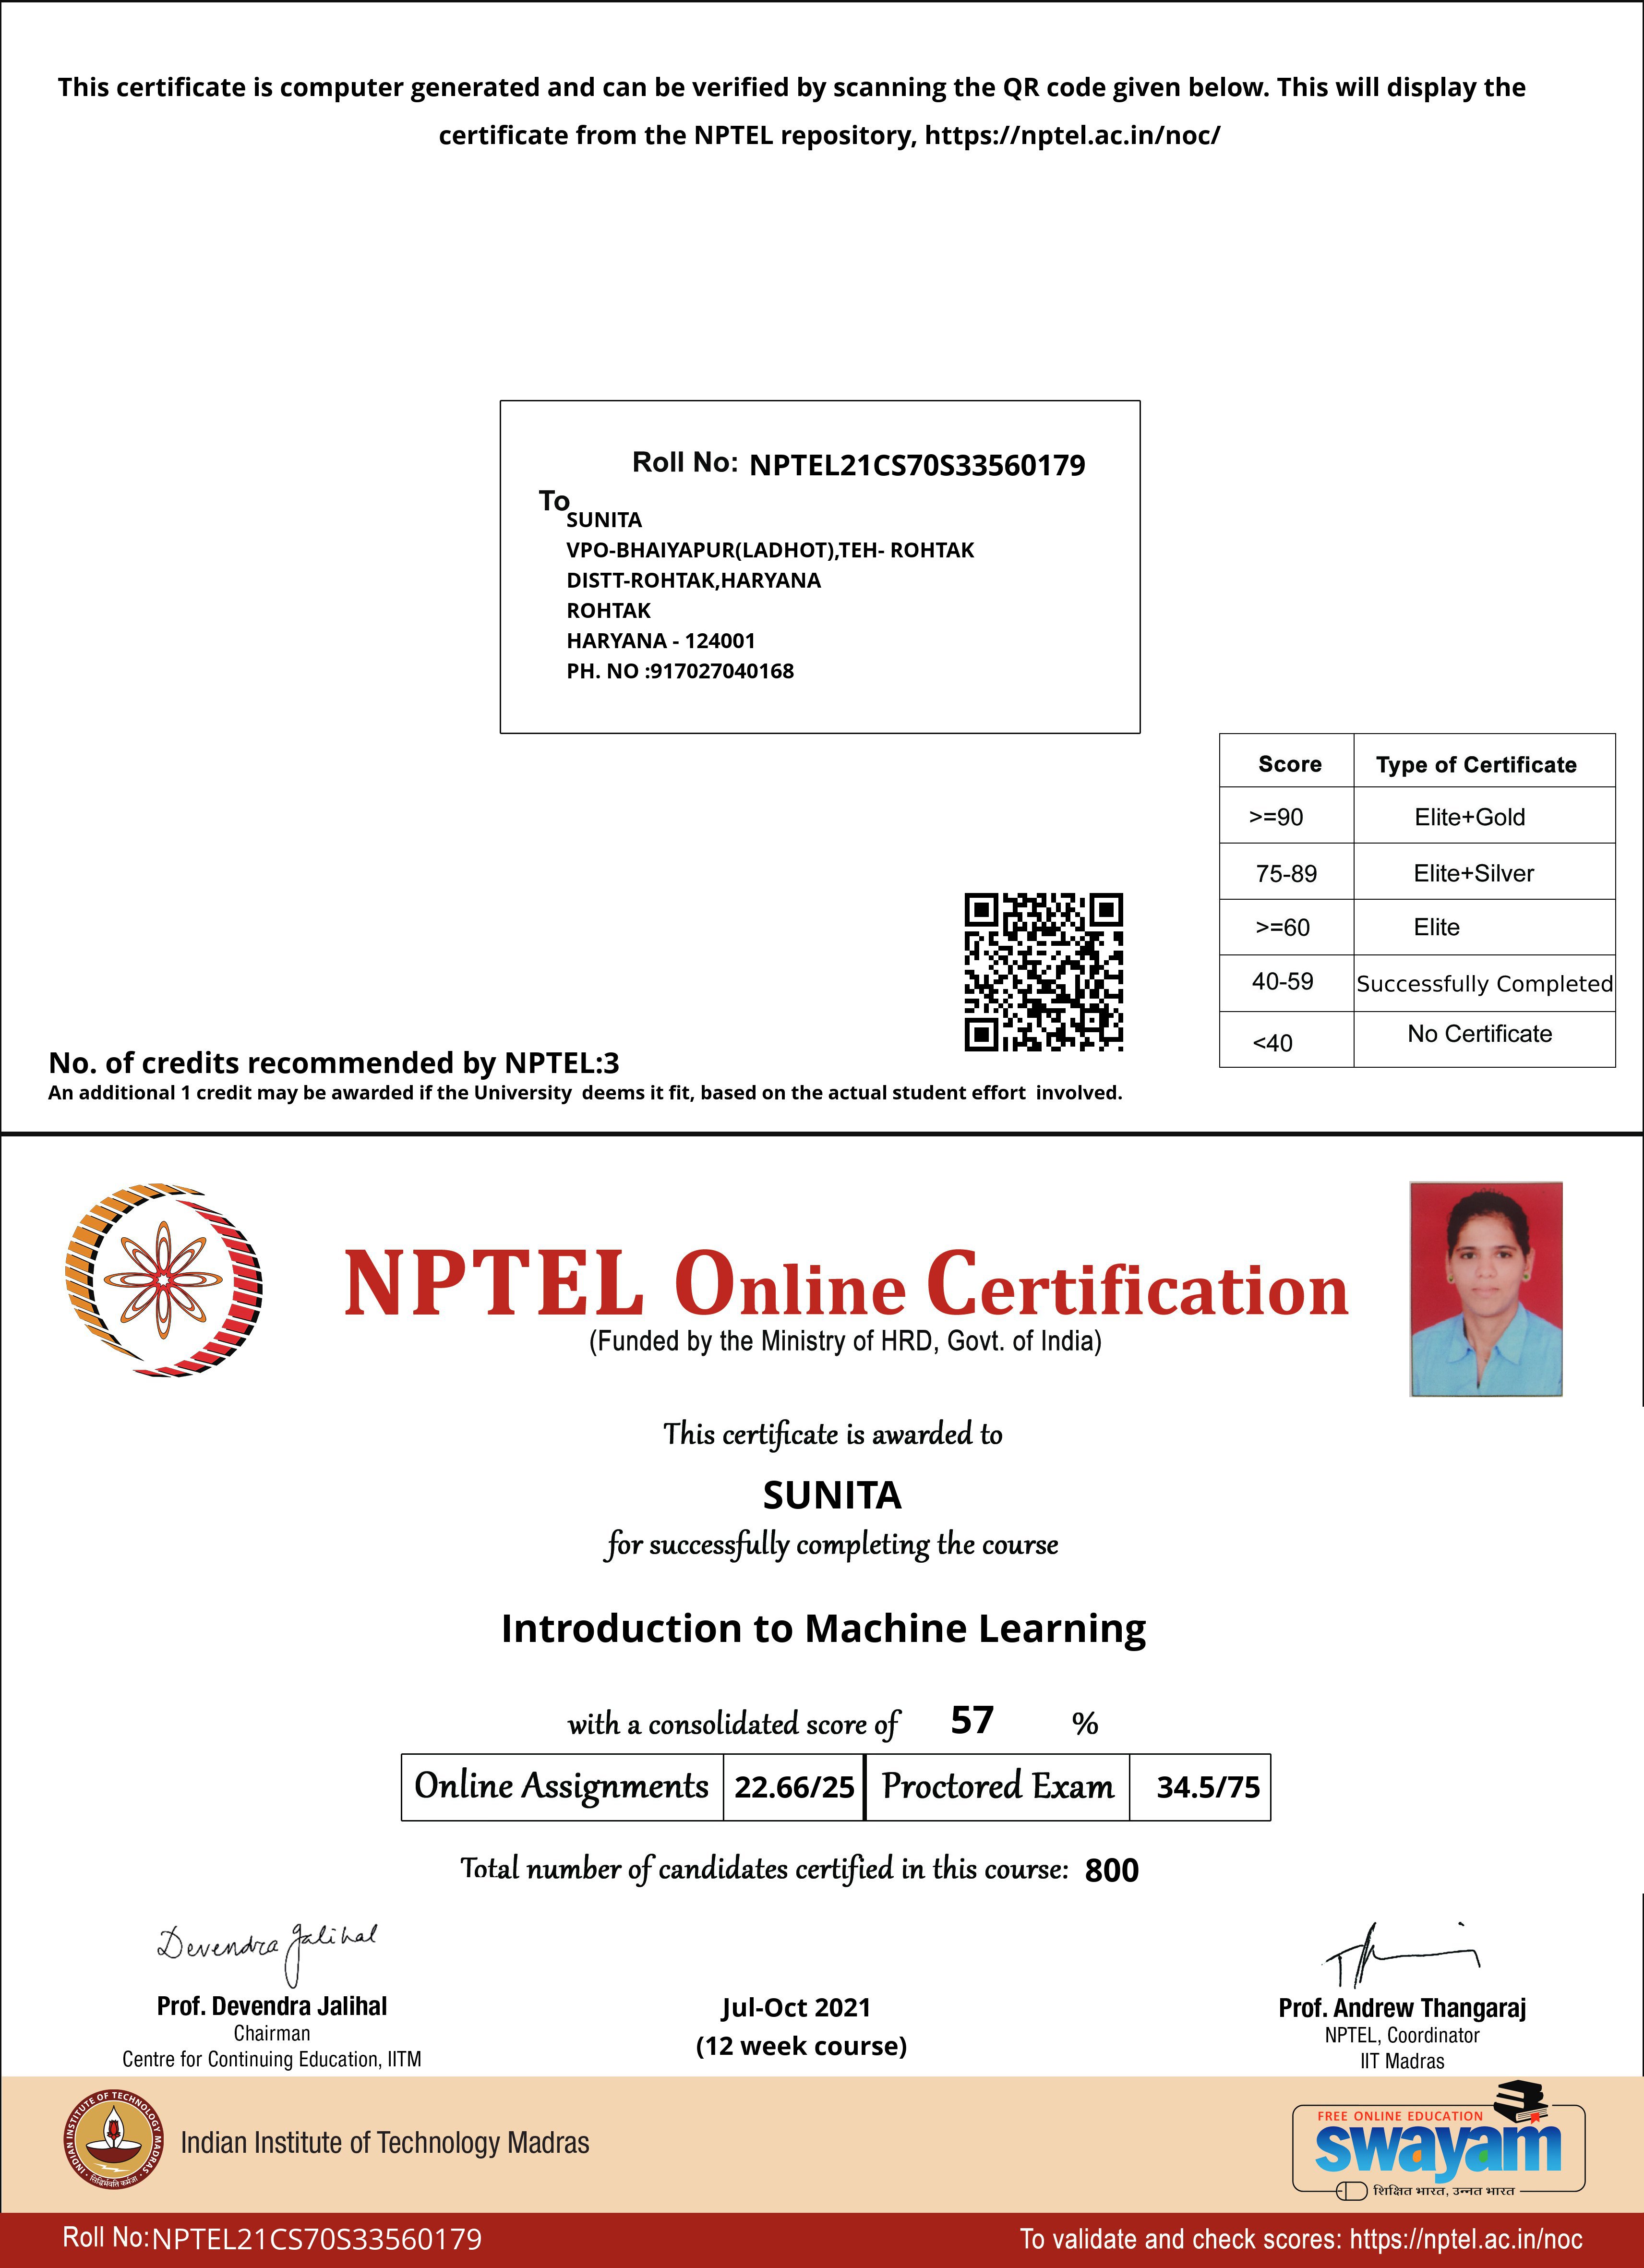 This certificate is computer generated and can be verified by scanning the QR code given below. This will display the
certificate from the NPTEL repository, https://nptel.ac.in/noc/
Roll No: NPTEL21CS70S33560179
To
SUNITA
VPO-BHAIYAPUR(LADHOT),TEH- ROHTAK
DISTT-ROHTAK,HARYANA
ROHTAK
HARYANA - 124001
PH. NO :917027040168
Score Type of Certificate
>=90 Elite+Gold
75-89 Elite+Silver
>=60 Elite
40-59 Successfully Completed
<40 No Certificate
No. of credits recommended by NPTEL:3
An additional 1 credit may be awarded if the University deems it fit, based on the actual student effort involved.
NPTEL Online Certification
(Funded by the Ministry of HRD, Govt. of India)
This certificate is awarded to
SUNITA
for successfully completing the course
Introduction to Machine Learning
with a consolidated score of 57 %
Online Assignments 22.66/25 Proctored Exam 34.5/75
Total number of candidates certified in this course: 800
Devendra Jalihal
Prof. Devendra Jalihal
Chairman
Centre for Continuing Education, IITM
Jul-Oct 2021
(12 week course)
Prof. Andrew Thangaraj
NPTEL, Coordinator
IIT Madras
INDIAN INSTITUTE OF TECHNOLOGY MADRAS
सिद्धिर्भवति कर्मजा
Indian Institute of Technology Madras
FREE ONLINE EDUCATION
swayam
शिक्षित भारत, उन्नत भारत
Roll No:NPTEL21CS70S33560179
To validate and check scores: https://nptel.ac.in/noc